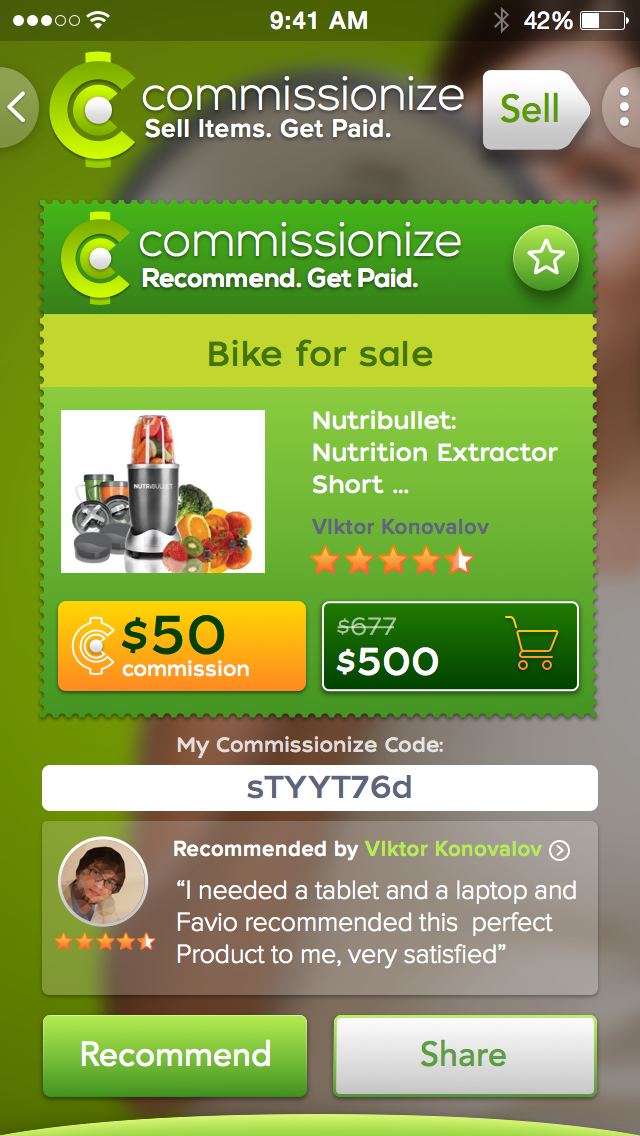 9:41 AM 42%
commissionize
Sell Items. Get Paid.
Sell
commissionize
Recommend. Get Paid.
Bike for sale
NUTRIBULLET
Nutribullet:
Nutrition Extractor
Short ...
VIktor Konovalov
$50
commission
$677
$500
My Commissionize Code:
sTYYT76d
Recommended by VIktor Konovalov
“I needed a tablet and a laptop and
Favio recommended this perfect
Product to me, very satisfied”
Recommend
Share